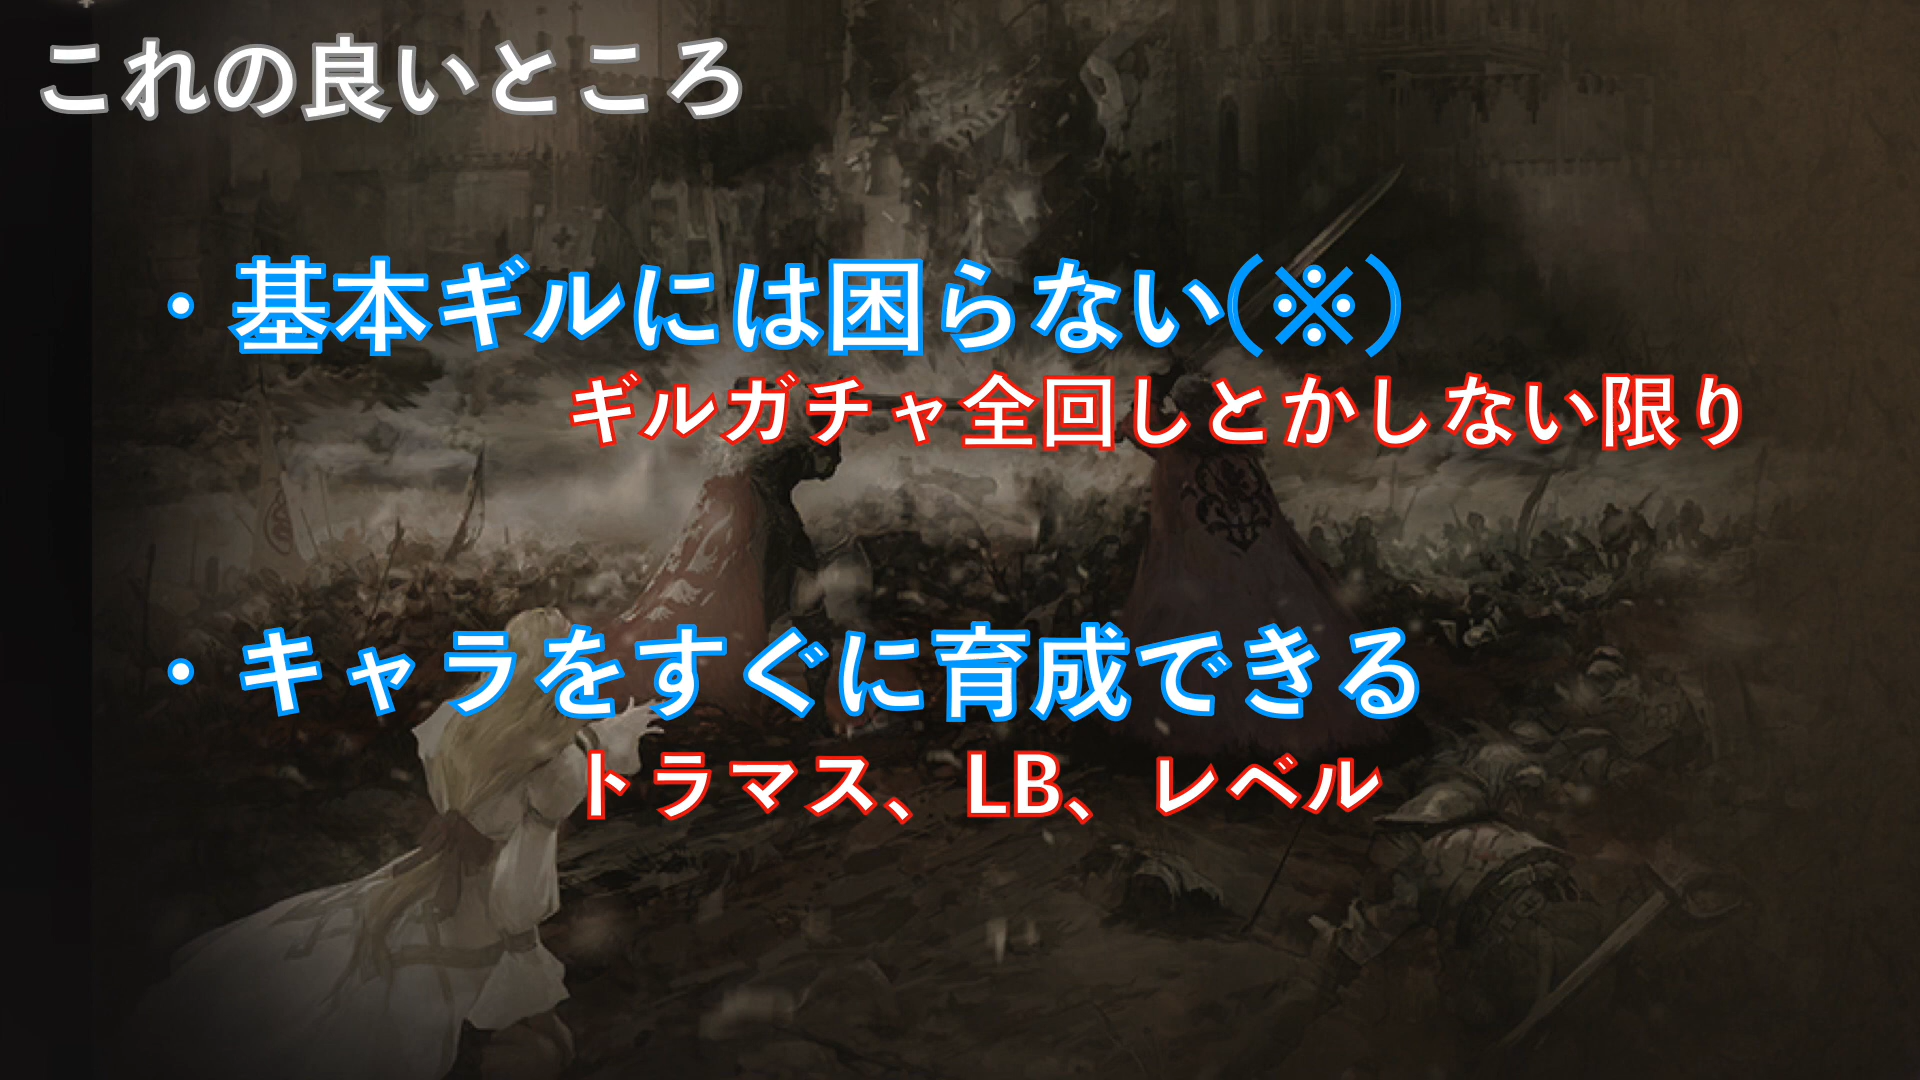 これの良いところ
・基本ギルには困らない(※)
ギルガチャ全回しとかしない限り
・キャラをすぐに育成できる
トラマス、LB、レベル